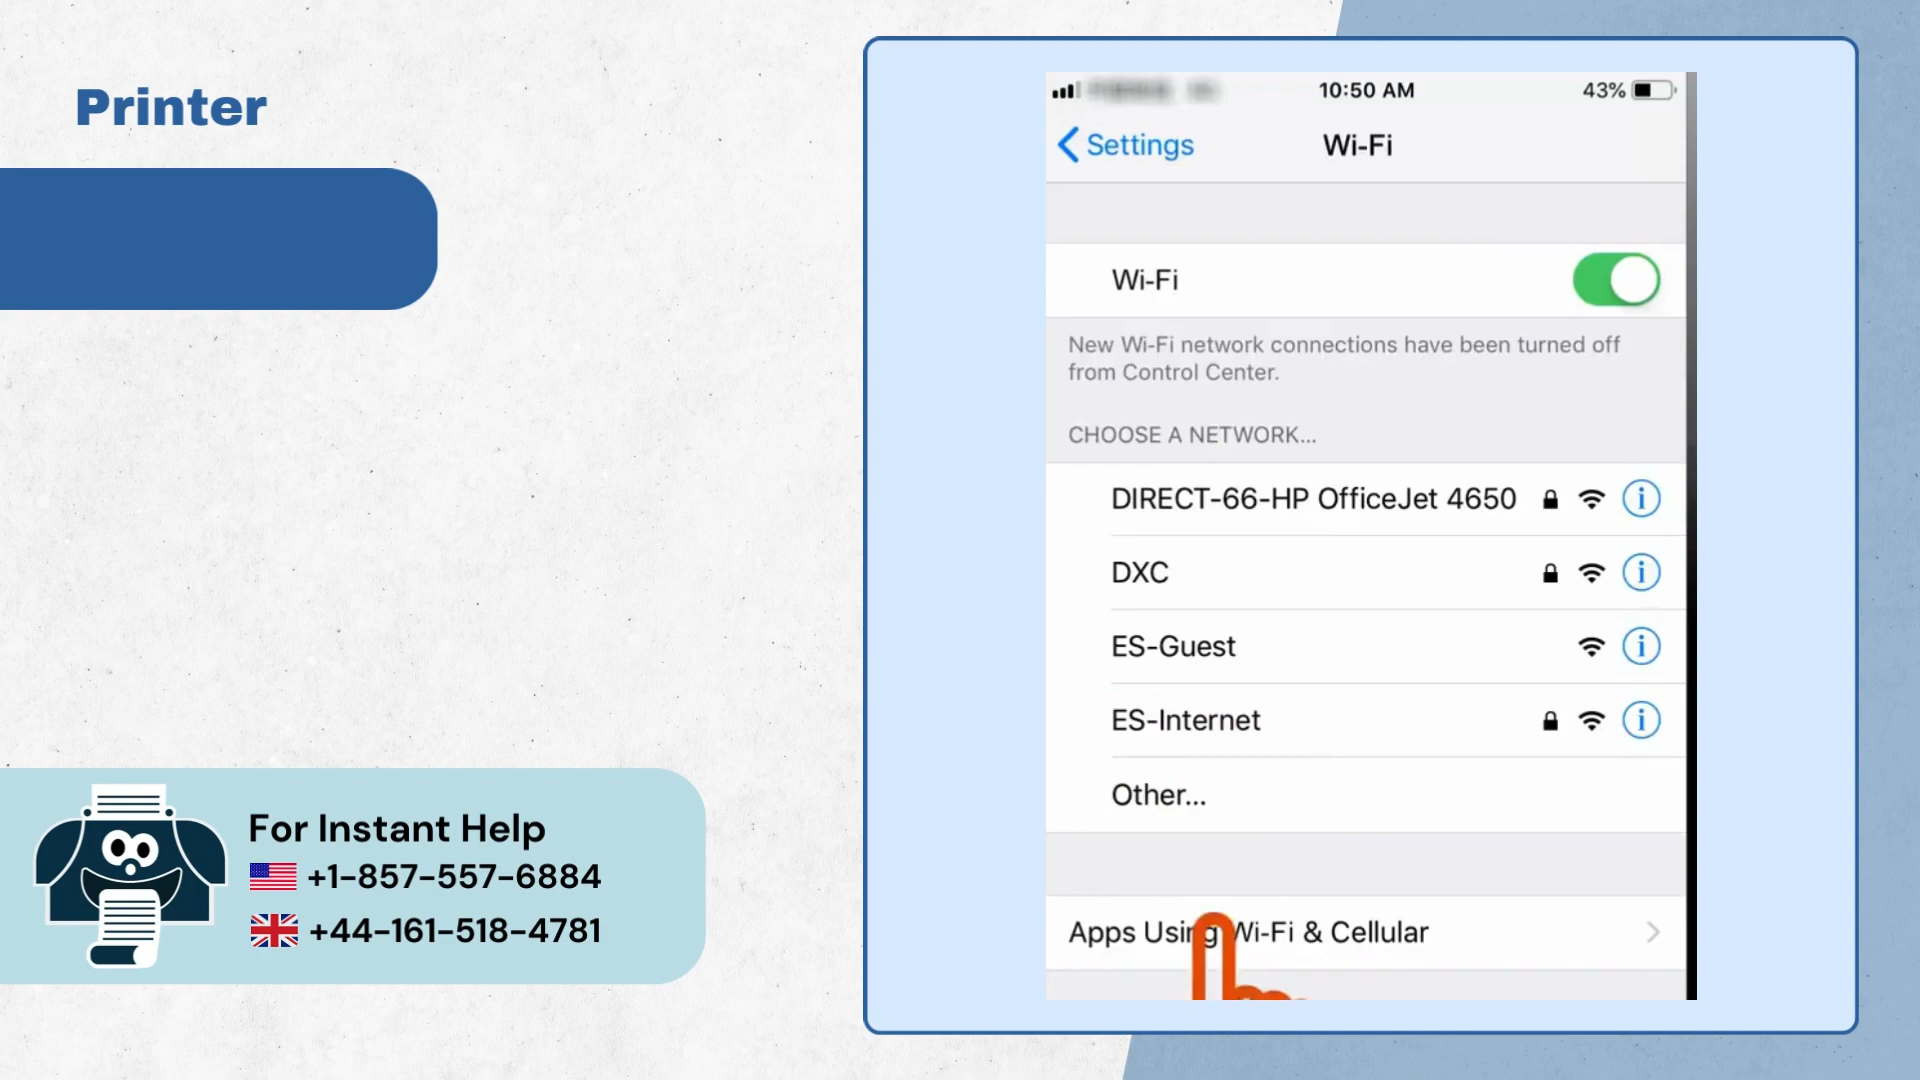 Printer
For Instant Help
+1-857-557-6884
+44-161-518-4781
10:50 AM
43%
Settings
Wi-Fi
Wi-Fi
New Wi-Fi network connections have been turned off
from Control Center.
CHOOSE A NETWORK...
DIRECT-66-HP OfficeJet 4650
DXC
ES-Guest
ES-Internet
Other...
Apps Using Wi-Fi & Cellular